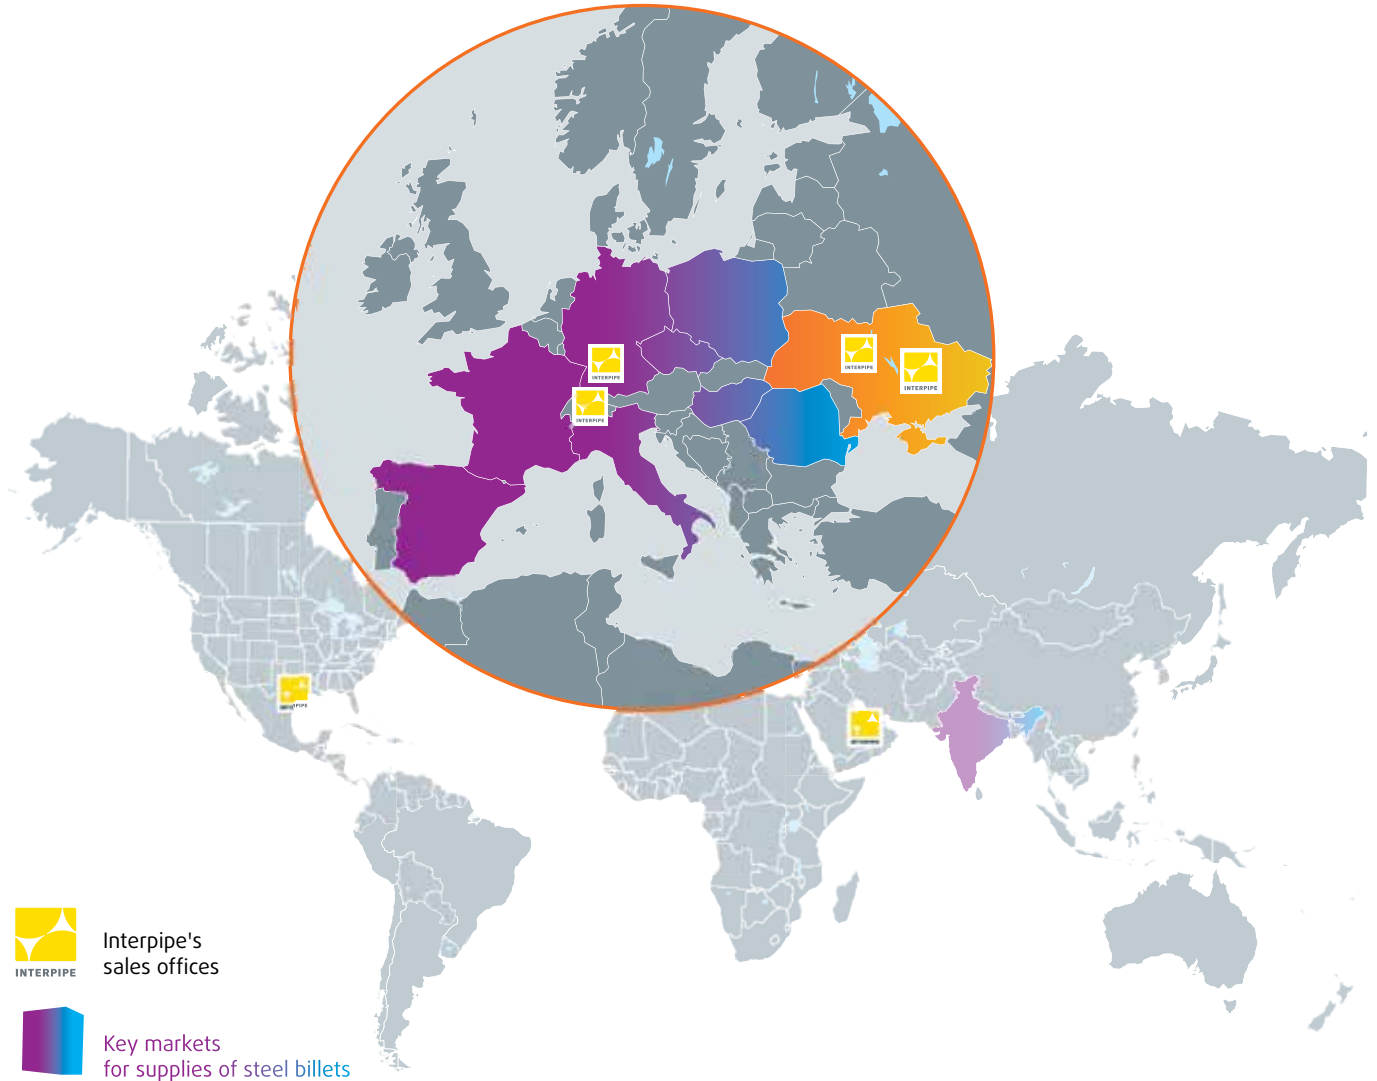 INTERPIPE
INTERPIPE
INTERPIPE
INTERPIPE
INTERPIPE
Interpipe's
sales offices
Key markets
for supplies of steel billets